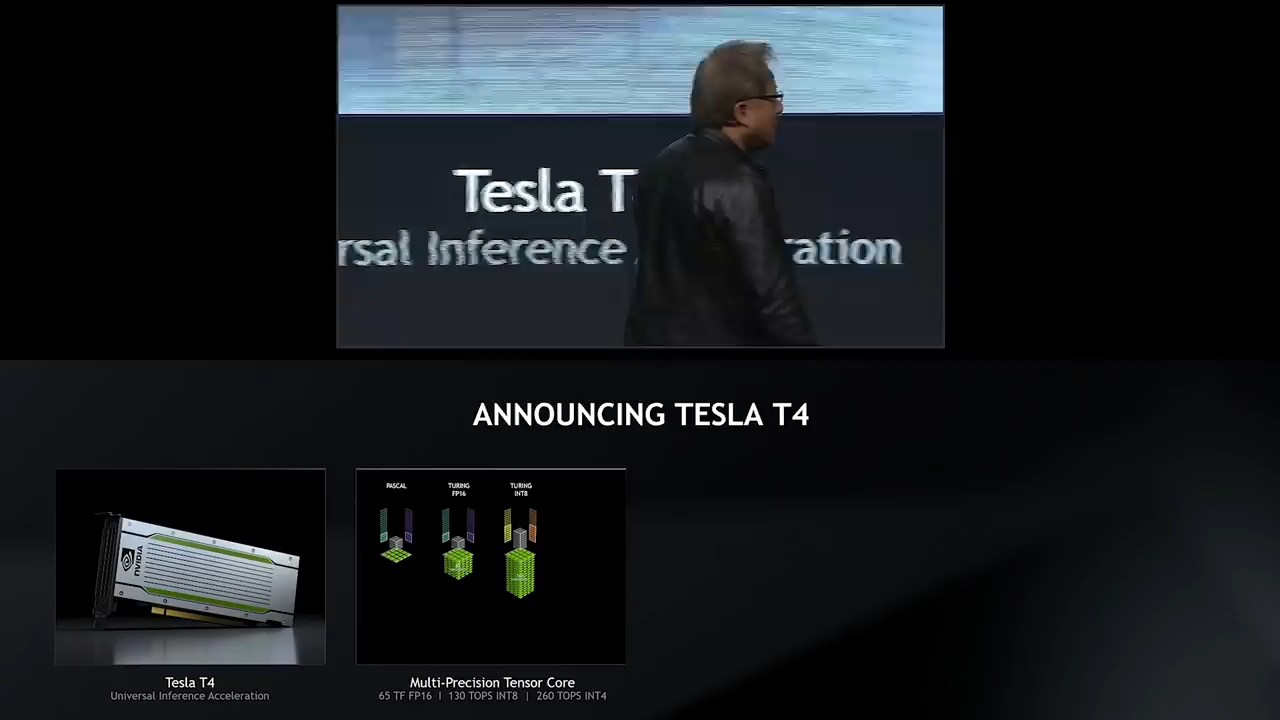 Tesla T
rsal Inference
ration
ANNOUNCING TESLA T4
PASCAL
TURING
FP16
TURING
INT8
NVIDIA
Tesla T4
Universal Inference Acceleration
Multi-Precision Tensor Core
65 TF FP16 | 130 TOPS INT8 | 260 TOPS INT4